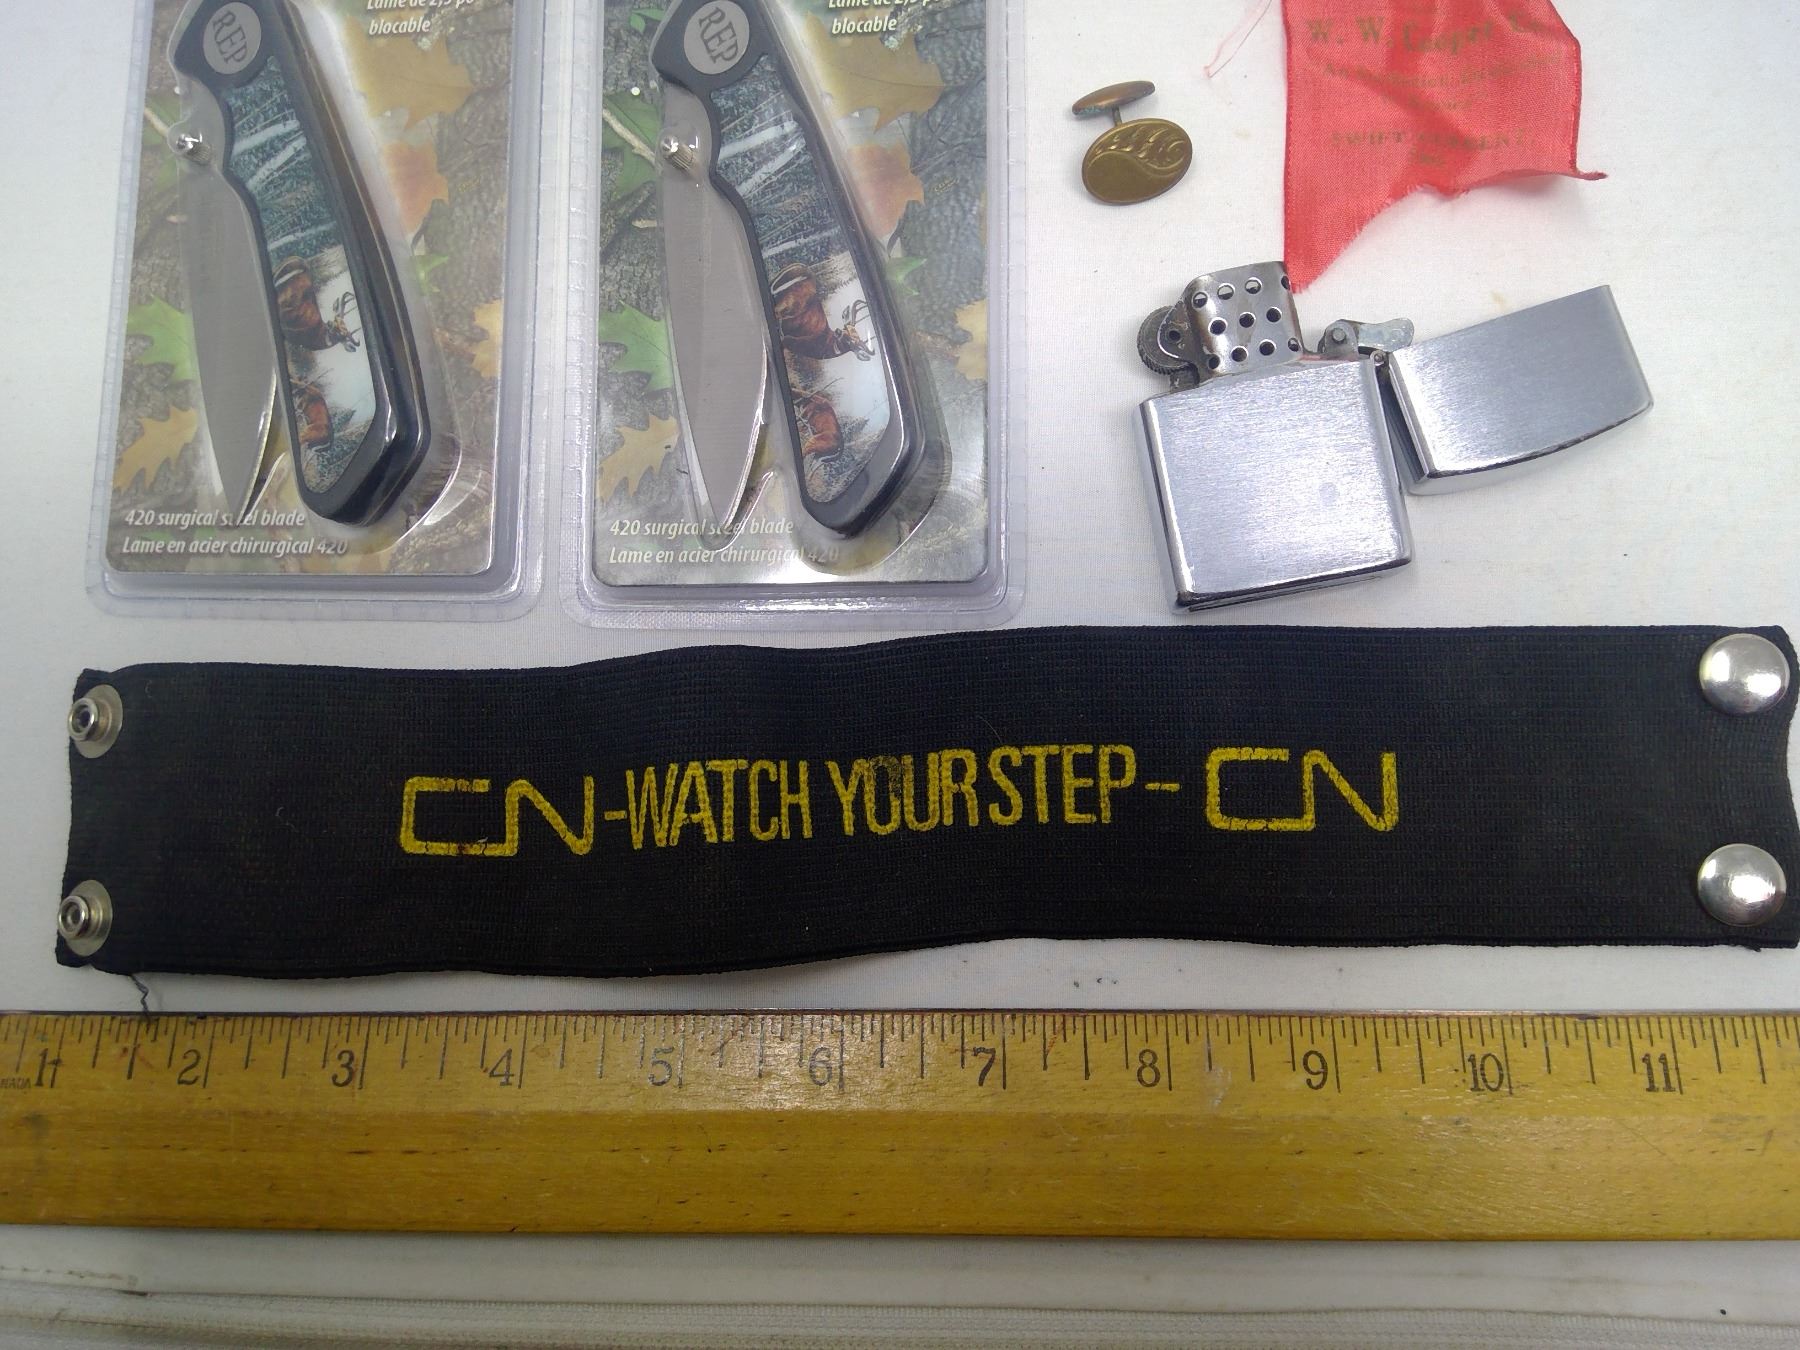 Lame de 2,5 po
blocable
REP
420 surgical steel blade
Lame en acier chirurgical 420
Lame de 2,5 po
blocable
REP
420 surgical steel blade
Lame en acier chirurgical 420
W. W. Cooper Co.
SWIFT
CN-WATCH YOUR STEP-CN
1 2 3 4 5 6 7 8 9 10 11